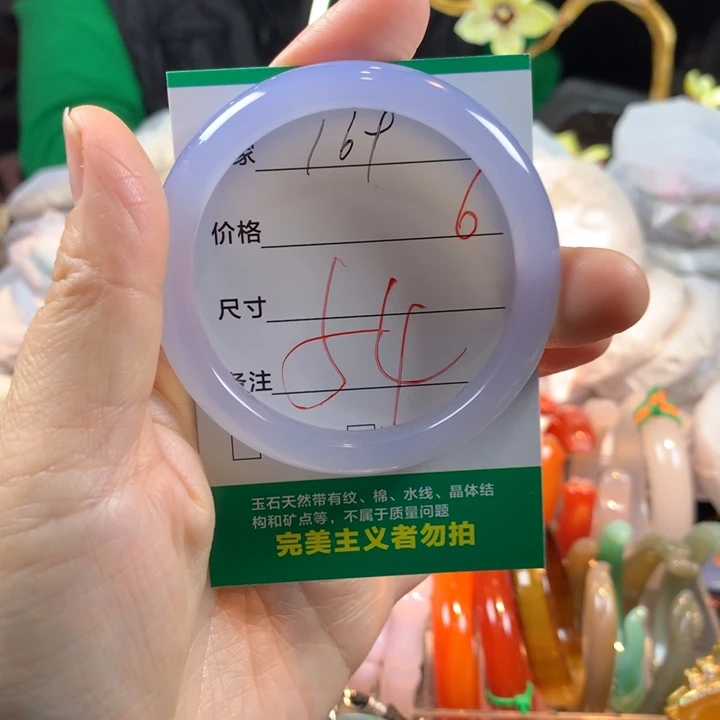 家 169
价格 6
尺寸
备注 54
玉石天然带有纹、棉、水线、晶体结
构和矿点等，不属于质量问题
完美主义者勿拍